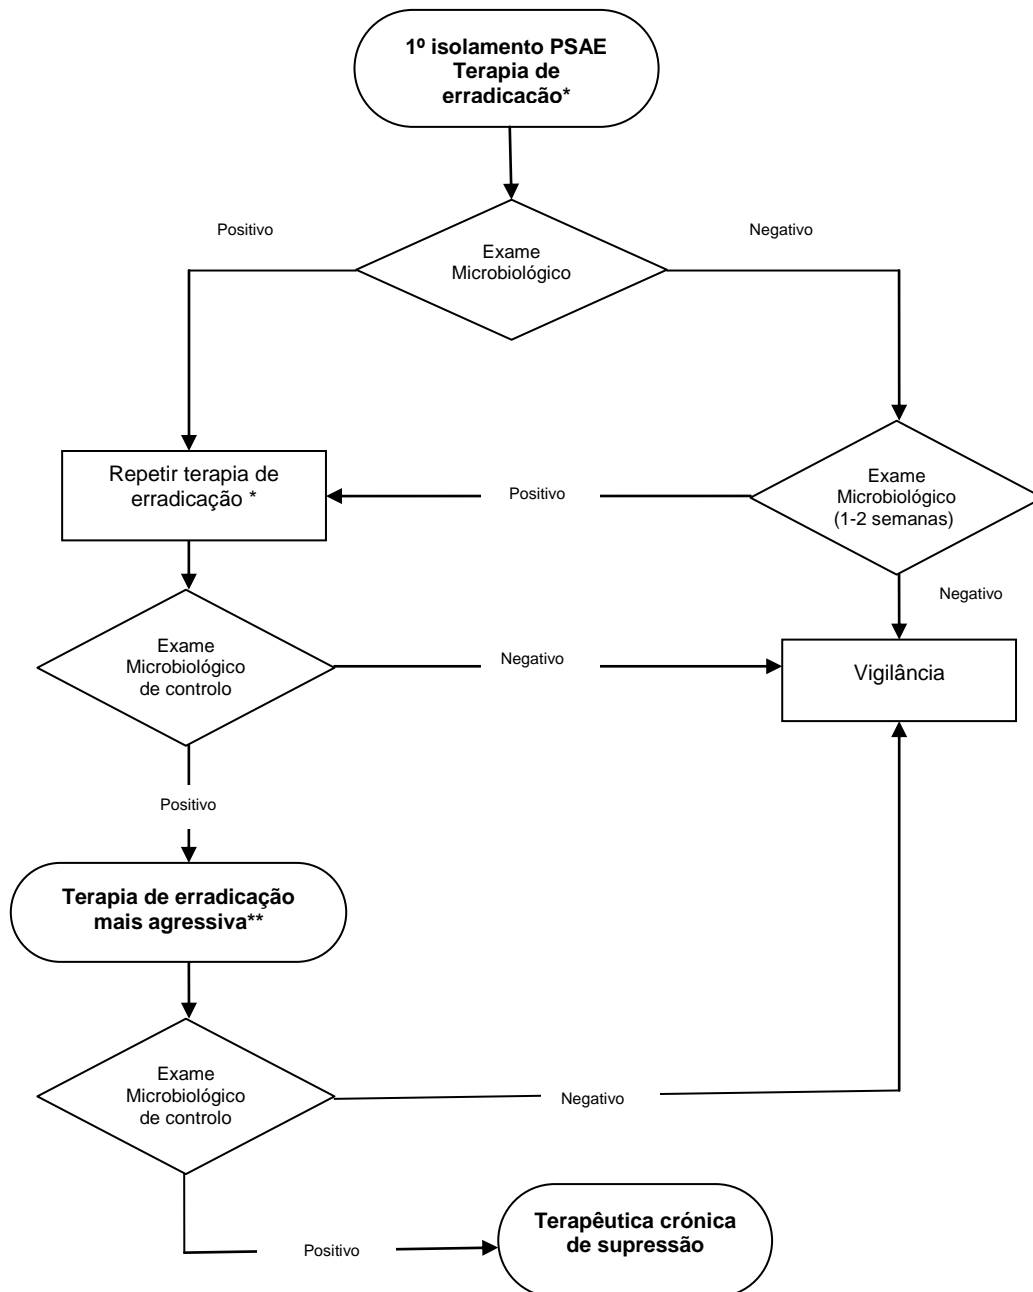 1º isolamento PSAE
Terapia de
erradicacão*
Positivo
Negativo
Exame
Microbiológico
Repetir terapia de
erradicação *
Positivo
Exame
Microbiológico
(1-2 semanas)
Negativo
Exame
Microbiológico
de controlo
Negativo
Vigilância
Positivo
Terapia de erradicação
mais agressiva**
Exame
Microbiológico
de controlo
Negativo
Positivo
Terapêutica crónica
de supressão